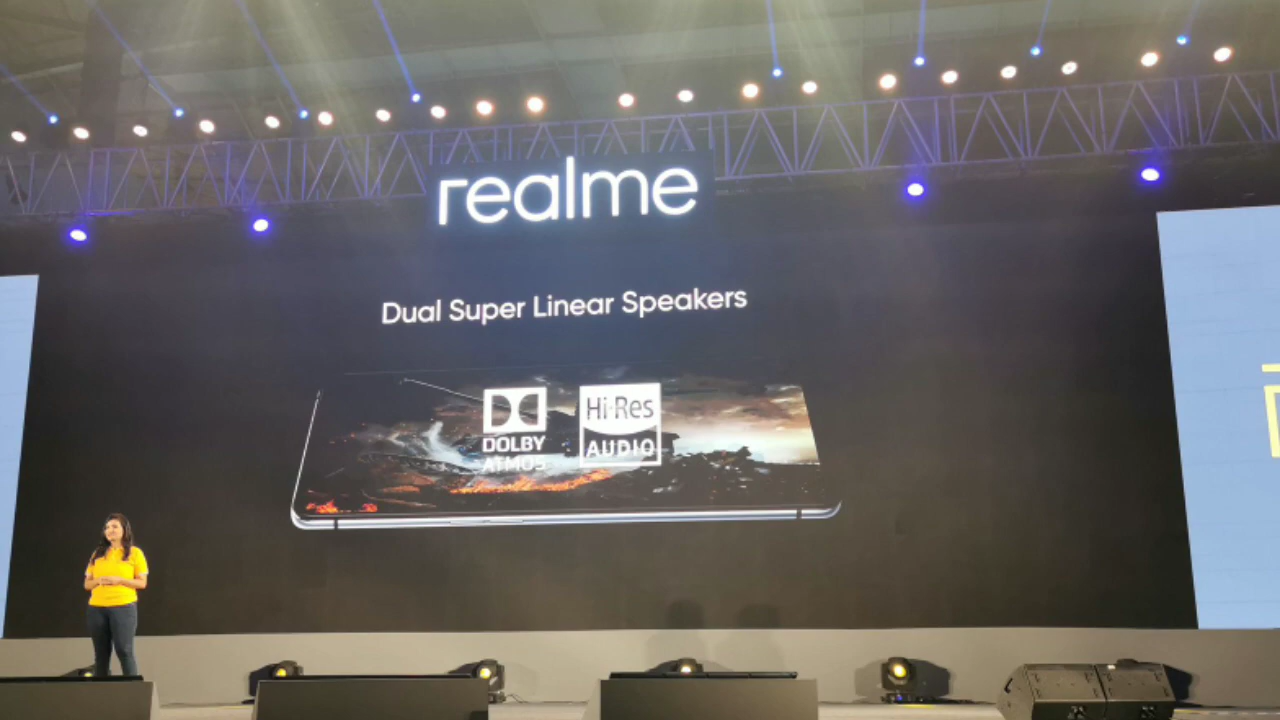 realme
Dual Super Linear Speakers
DOLBY
ATMOS
Hi-Res
AUDIO